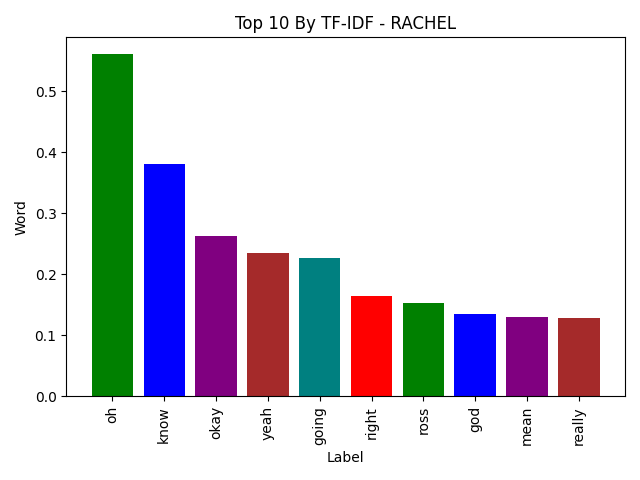 Top 10 By TF-IDF - RACHEL
Word
0.5
0.4
0.3
0.2
0.1
0.0
oh
know
okay
yeah
going
right
ross
god
mean
really
Label